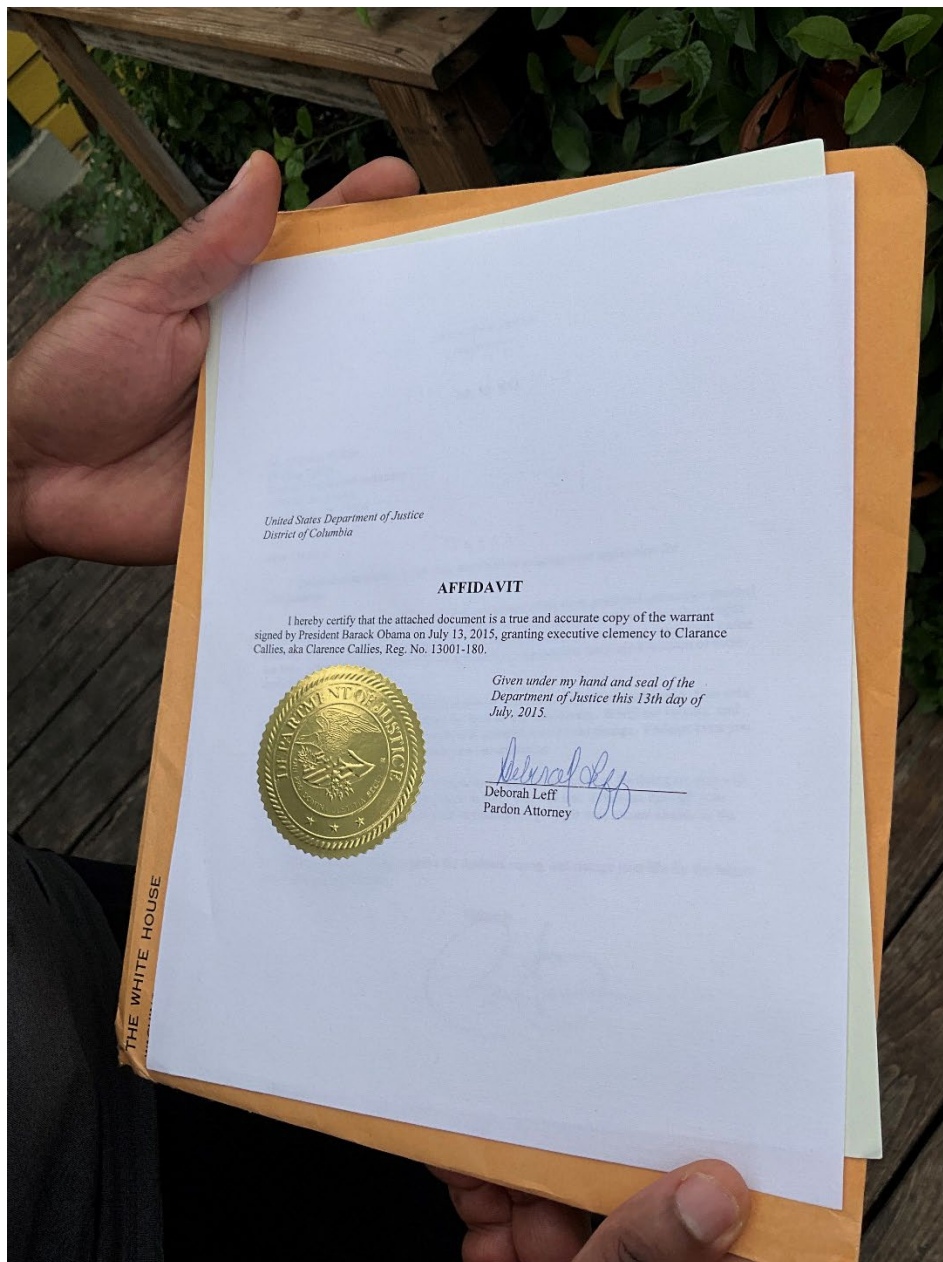 United States Department of Justice
District of Columbia
AFFIDAVIT
I hereby certify that the attached document is a true and accurate copy of the warrant
signed by President Barack Obama on July 13, 2015, granting executive clemency to Clarance
Callies, aka Clarence Callies, Reg. No. 13001-180.
DEPARTMENT OF JUSTICE
Given under my hand and seal of the
Department of Justice this 13th day of
July, 2015.
Deborah Leff
Deborah Leff
Pardon Attorney
THE WHITE HOUSE